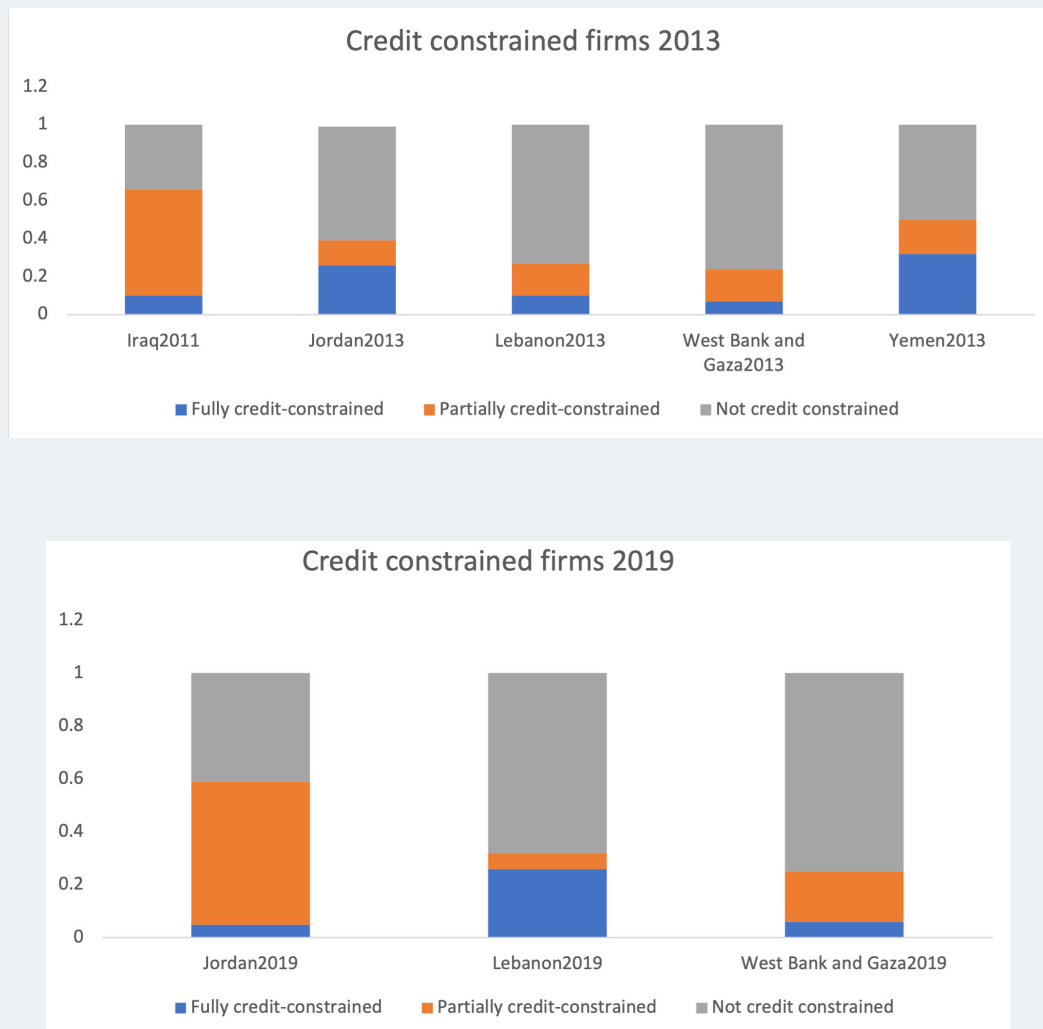 Credit constrained firms 2013
1.2
1
0.8
0.6
0.4
0.2
0
Iraq2011
Jordan2013
Lebanon2013
West Bank and
Gaza2013
Yemen2013
Fully credit-constrained
Partially credit-constrained
Not credit constrained
Credit constrained firms 2019
1.2
1
0.8
0.6
0.4
0.2
0
Jordan2019
Lebanon2019
West Bank and Gaza2019
Fully credit-constrained
Partially credit-constrained
Not credit constrained